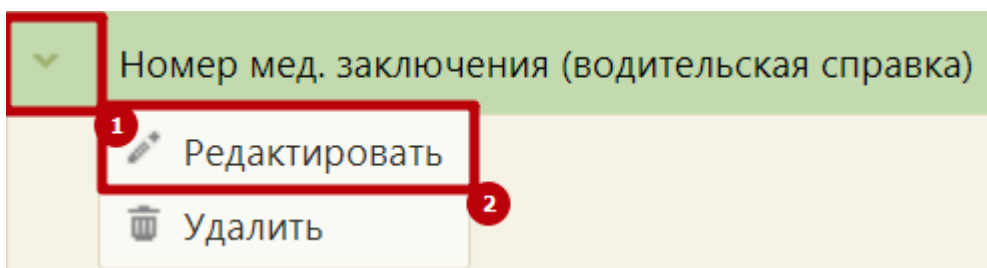 Номер мед. заключения (водительская справка)
1
Редактировать
2
Удалить